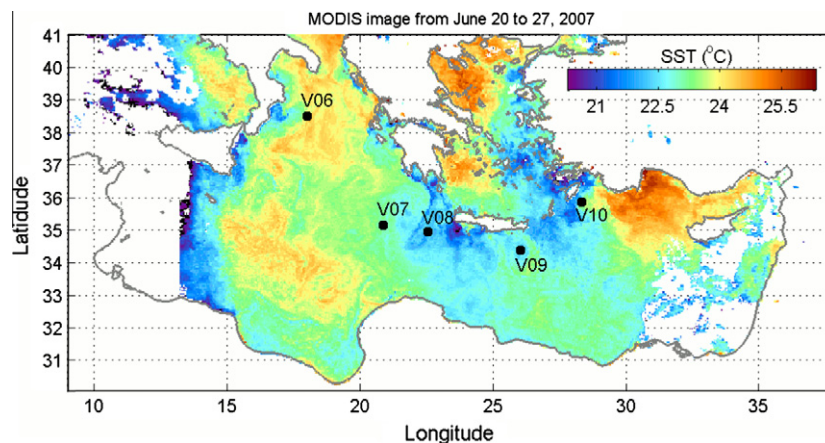 MODIS image from June 20 to 27, 2007
SST (°C)
21 22.5 24 25.5
V06
V07
V08
V09
V10
Latidude
41
40
39
38
37
36
35
34
33
32
31
10 15 20 25 30 35
Longitude